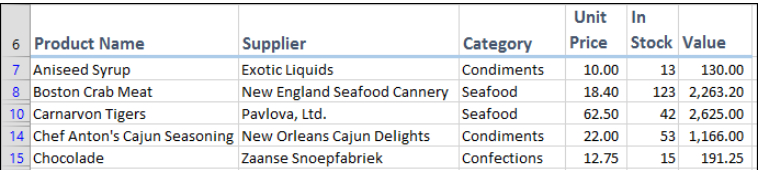 Unit In
6 Product Name Supplier Category Price Stock Value
7 Aniseed Syrup Exotic Liquids Condiments 10.00 13 130.00
8 Boston Crab Meat New England Seafood Cannery Seafood 18.40 123 2,263.20
10 Carnarvon Tigers Pavlova, Ltd. Seafood 62.50 42 2,625.00
14 Chef Anton's Cajun Seasoning New Orleans Cajun Delights Condiments 22.00 53 1,166.00
15 Chocolade Zaanse Snoepfabriek Confections 12.75 15 191.25